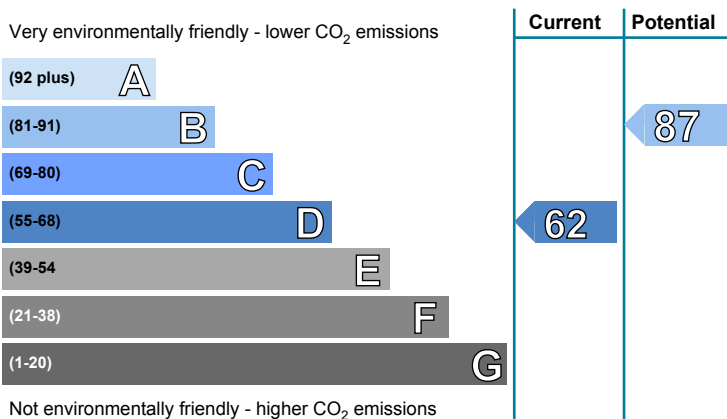 Current Potential
Very environmentally friendly - lower CO2 emissions
(92 plus) A
(81-91) B 87
(69-80) C
(55-68) D 62
(39-54 E
(21-38) F
(1-20) G
Not environmentally friendly - higher CO2 emissions